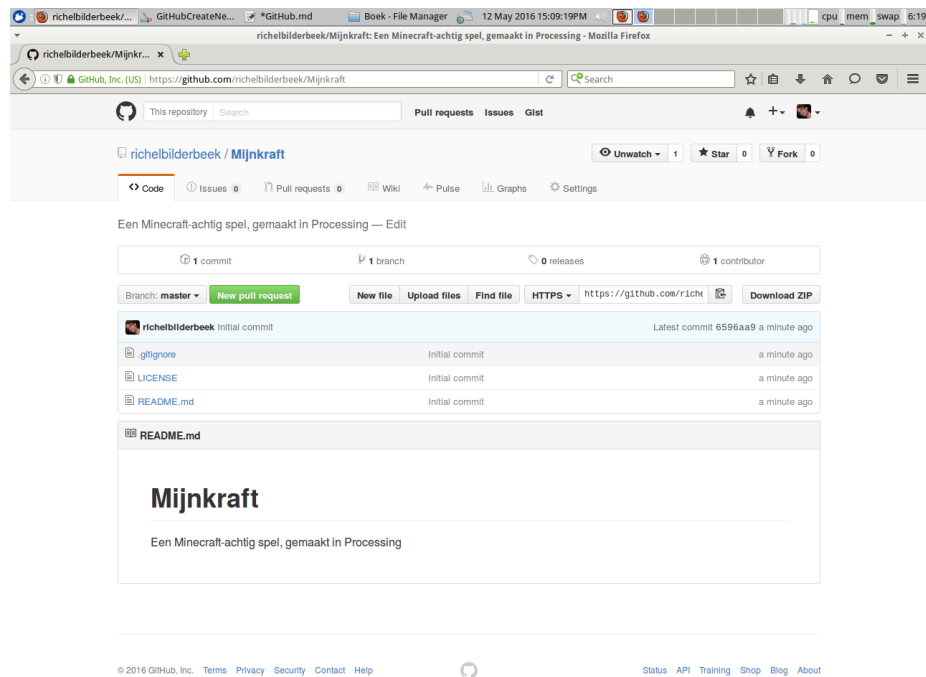 richelbilderbeek/... GitHubCreateNe... *GitHub.md Boek - File Manager 12 May 2016 15:09:19PM cpu mem swap 6:19
richelbilderbeek/Mijnkraft: Een Minecraft-achtig spel, gemaakt in Processing - Mozilla Firefox
richelbilderbeek/Mijnkr...
GitHub, Inc. (US) https://github.com/richelbilderbeek/Mijnkraft Search
This repository Search Pull requests Issues Gist
richelbilderbeek / Mijnkraft Unwatch 1 Star 0 Fork 0
Code Issues 0 Pull requests 0 Wiki Pulse Graphs Settings
Een Minecraft-achtig spel, gemaakt in Processing — Edit
1 commit 1 branch 0 releases 1 contributor
Branch: master New pull request New file Upload files Find file HTTPS https://github.com/riche Download ZIP
richelbilderbeek Initial commit Latest commit 6596aa9 a minute ago
.gitignore Initial commit a minute ago
LICENSE Initial commit a minute ago
README.md Initial commit a minute ago
README.md
Mijnkraft
Een Minecraft-achtig spel, gemaakt in Processing
© 2016 GitHub, Inc. Terms Privacy Security Contact Help Status API Training Shop Blog About